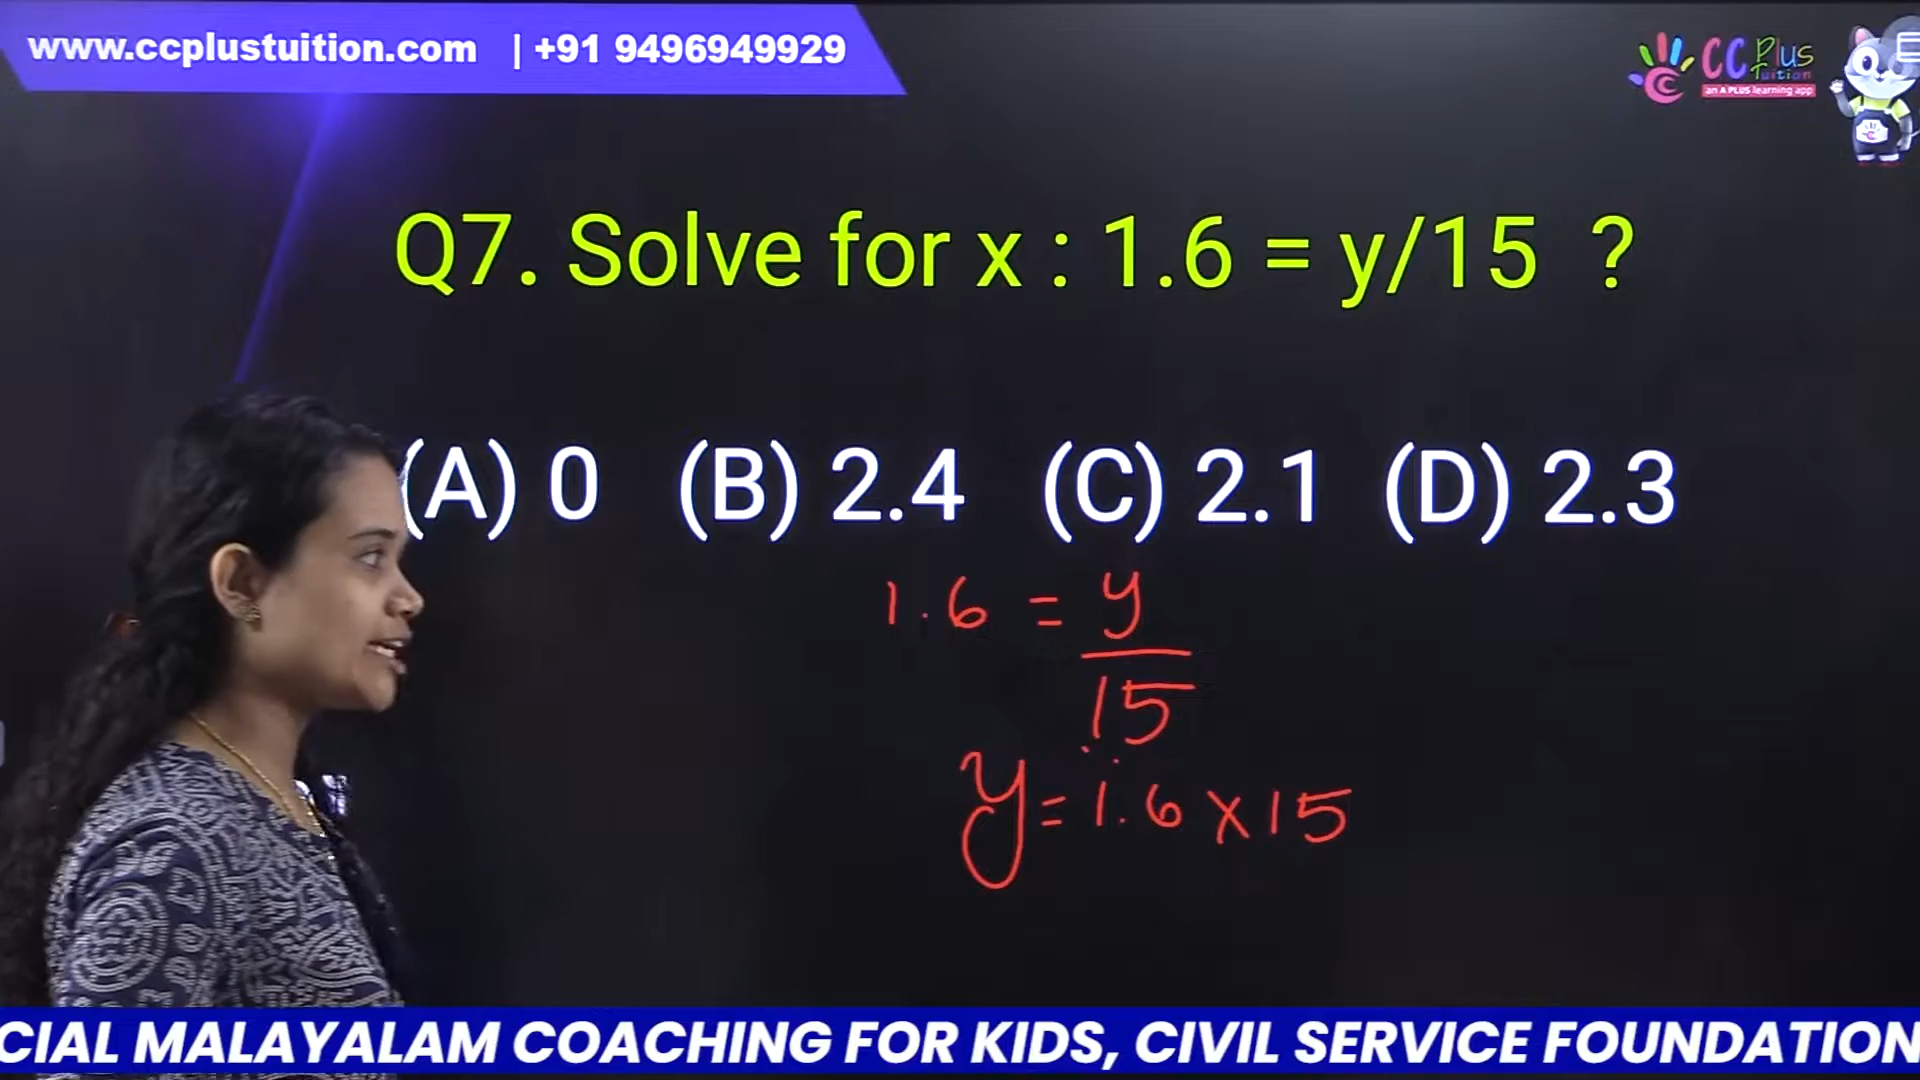 www.ccplustuition.com | +91 9496949929
CC Plus
Tuition
an A PLUS learning app
Q7. Solve for x : 1.6 = y/15 ?
(A) 0 (B) 2.4 (C) 2.1 (D) 2.3
1.6 = y
15
y = 1.6 x 15
CIAL MALAYALAM COACHING FOR KIDS, CIVIL SERVICE FOUNDATION